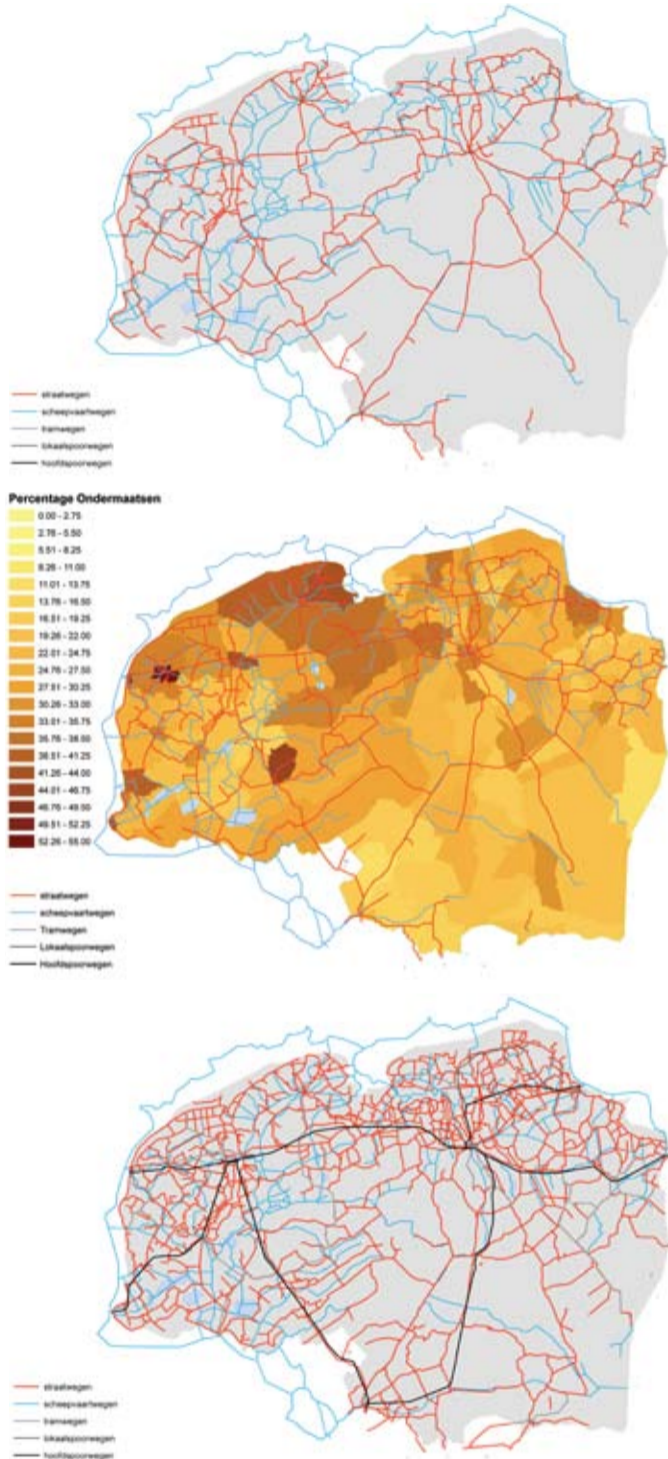 straatwegen
scheepvaartwegen
tramwegen
lokaalspoorwegen
hoofdspoorwegen
Percentage Ondermaatsen
0.00 - 2.75
2.76 - 5.50
5.51 - 8.25
8.26 - 11.00
11.01 - 13.75
13.76 - 16.50
16.51 - 19.25
19.26 - 22.00
22.01 - 24.75
24.76 - 27.50
27.51 - 30.25
30.26 - 33.00
33.01 - 35.75
35.76 - 38.50
38.51 - 41.25
41.26 - 44.00
44.01 - 46.75
46.76 - 49.50
49.51 - 52.25
52.26 - 55.00
straatwegen
scheepvaartwegen
Tramwegen
Lokaalspoorwegen
Hoofdspoorwegen
straatwegen
scheepvaartwegen
tramwegen
lokaalspoorwegen
hoofdspoorwegen